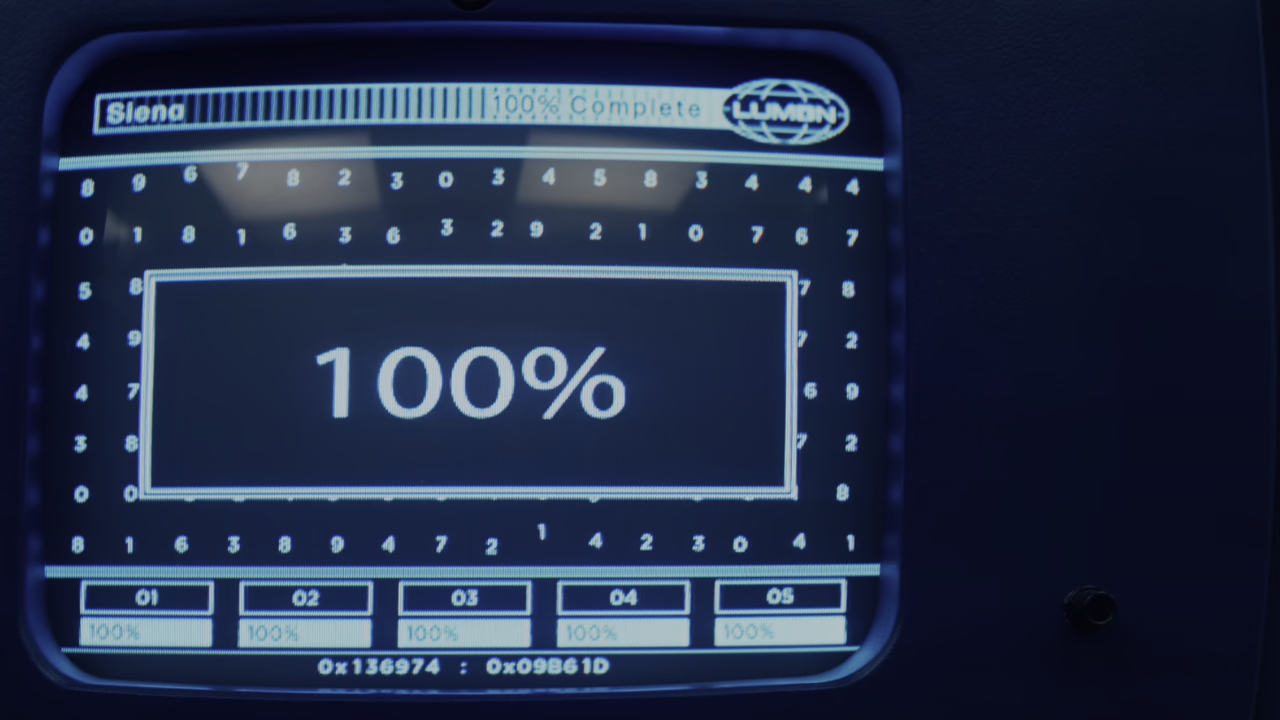 Siena 100% Complete LUMON
8 9 6 7 8 2 3 0 3 4 5 8 3 4 4 4
0 1 8 1 6 3 6 3 2 9 2 1 0 7 6 7
5 8 7 8
4 9 7 2
100%
4 7 6 9
3 8 7 2
0 0 8
8 1 6 3 8 9 4 7 2 1 4 2 3 0 4 1
01 02 03 04 05
100% 100% 100% 100% 100%
0x136974 : 0x09B61D